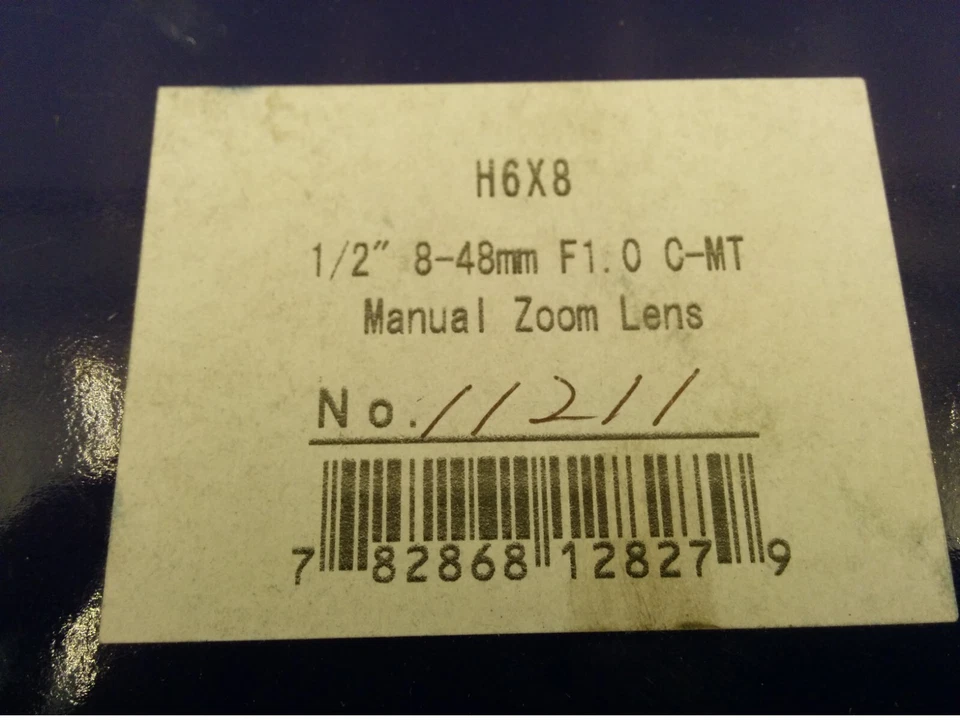 H6X8
1/2" 8-48mm F1.0 C-MT
Manual Zoom Lens
No. 11211
7 82868 12827 9